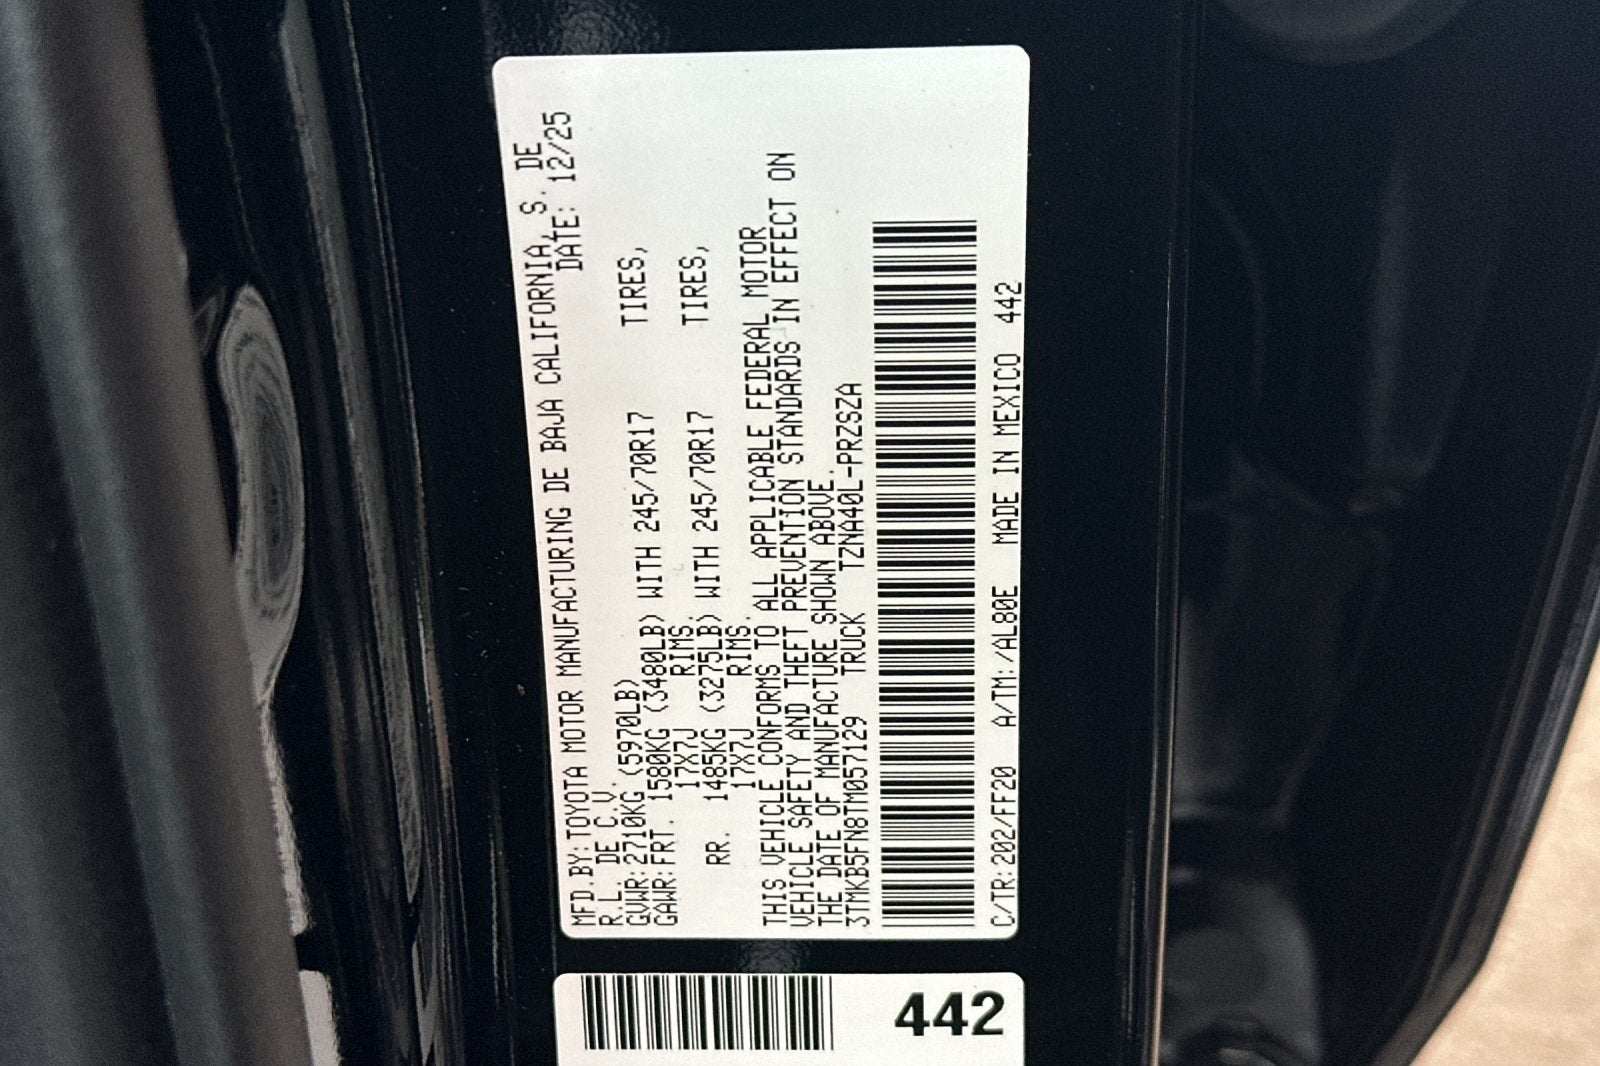 MFD.BY:TOYOTA MOTOR MANUFACTURING DE BAJA CALIFORNIA, S. DE
R.L. DE C.V. DATE: 12/25
GVWR:2710KG (5970LB)
GAWR:FRT. 1580KG (3480LB) WITH 245/70R17 TIRES,
17X7J RIMS,
RR. 1485KG (3275LB) WITH 245/70R17 TIRES,
17X7J RIMS.
THIS VEHICLE CONFORMS TO ALL APPLICABLE FEDERAL MOTOR
VEHICLE SAFETY AND THEFT PREVENTION STANDARDS IN EFFECT ON
THE DATE OF MANUFACTURE SHOWN ABOVE.
3TMKB5FN8TM057129 TRUCK TZNA40L-PRZSZA
C/TR:202/FF20 A/TM:/AL80E MADE IN MEXICO 442
442